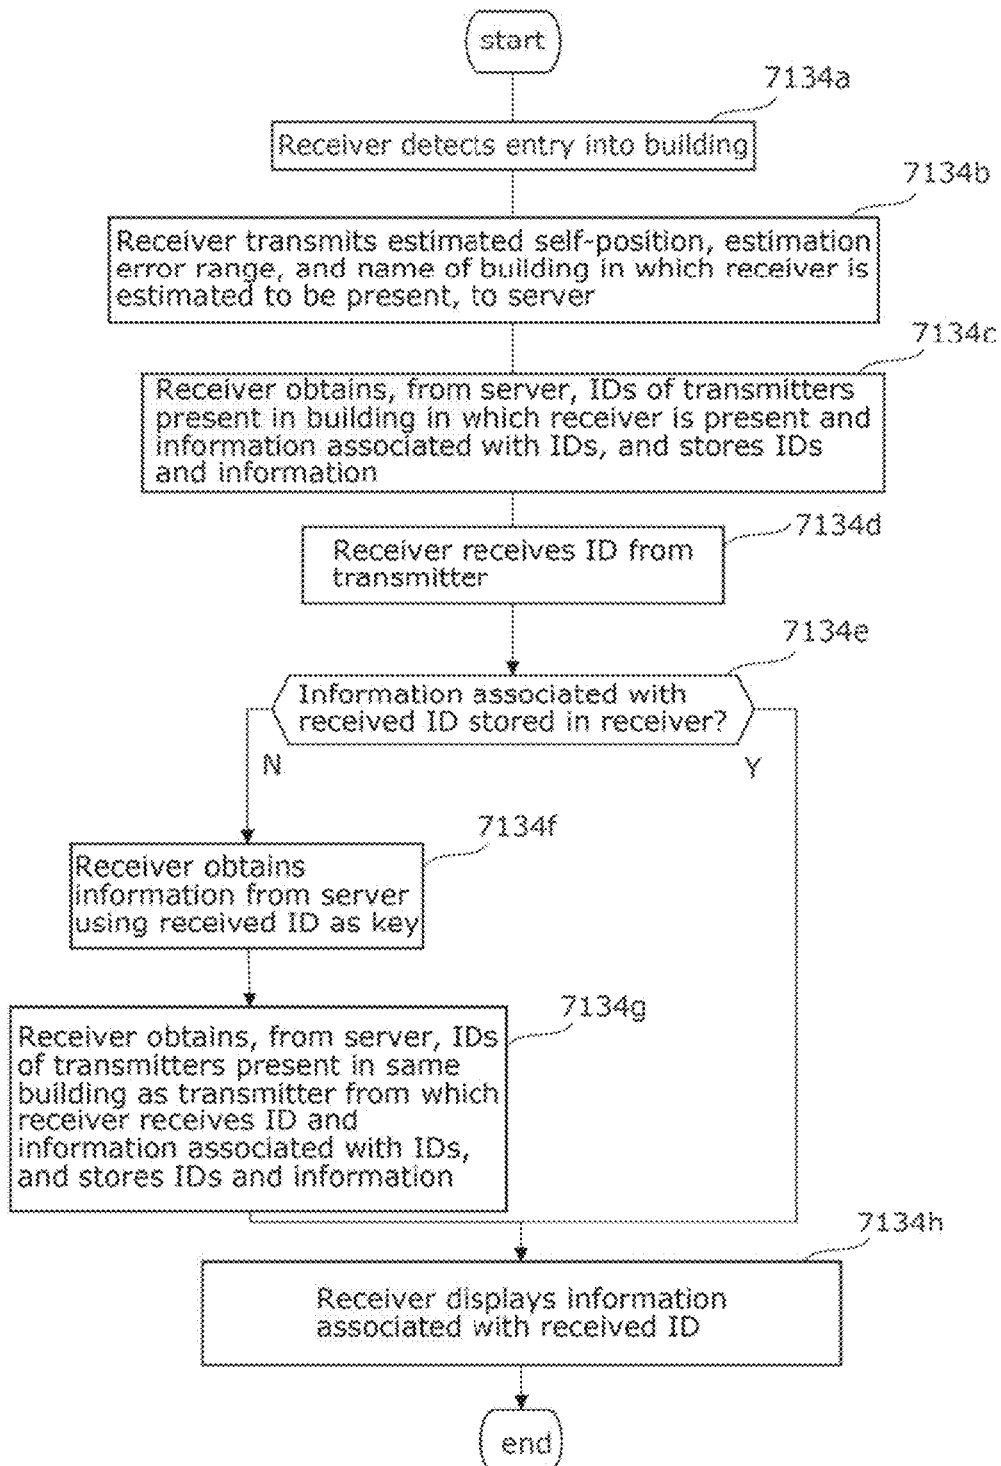 start
7134a
Receiver detects entry into building
7134b
Receiver transmits estimated self-position, estimation
error range, and name of building in which receiver is
estimated to be present, to server
7134c
Receiver obtains, from server, IDs of transmitters
present in building in which receiver is present and
information associated with IDs, and stores IDs
and information
7134d
Receiver receives ID from
transmitter
7134e
Information associated with
received ID stored in receiver?
N
Y
7134f
Receiver obtains
information from server
using received ID as key
7134g
Receiver obtains, from server, IDs
of transmitters present in same
building as transmitter from which
receiver receives ID and
information associated with IDs,
and stores IDs and information
7134h
Receiver displays information
associated with received ID
end